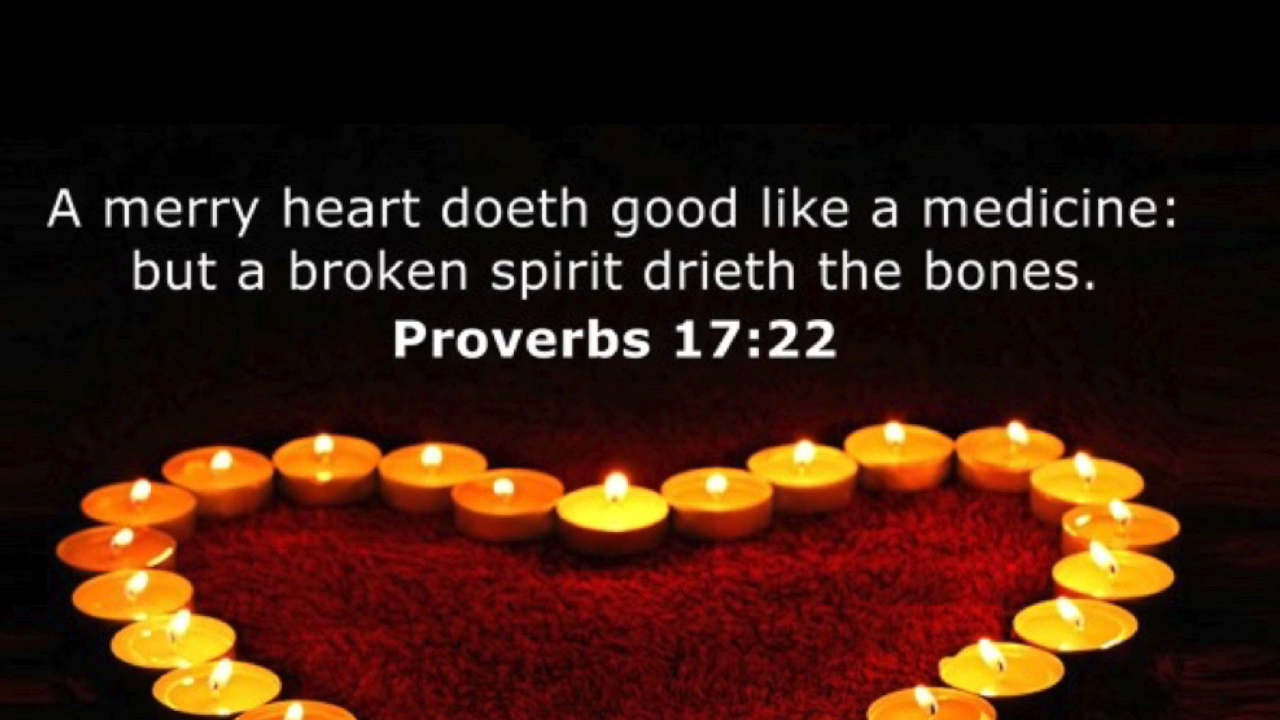 A merry heart doeth good like a medicine:
but a broken spirit drieth the bones.
Proverbs 17:22